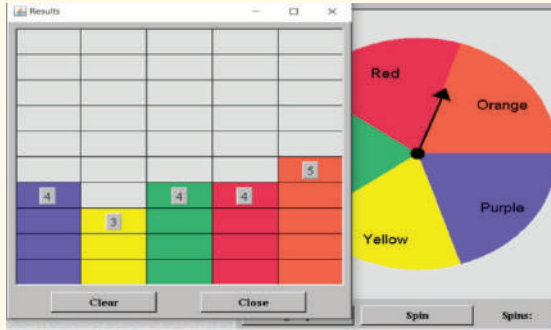 Results
5
4
4
4
3
Clear
Close
Red
Orange
Purple
Yellow
Spin
Spins: